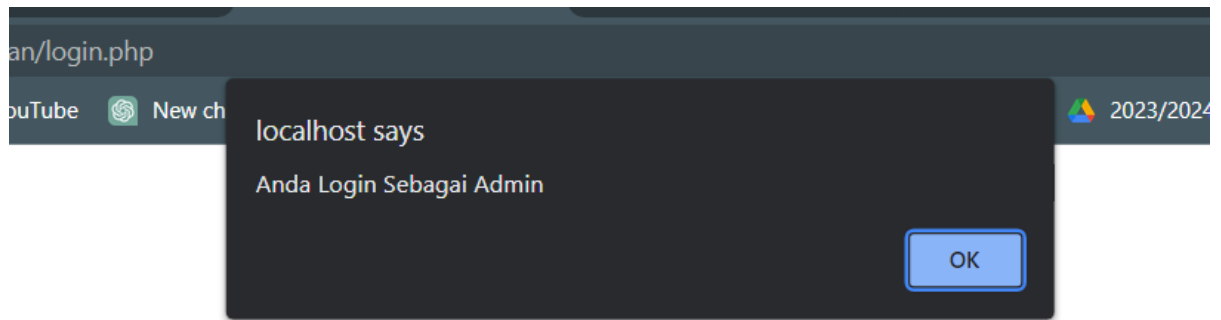 an/login.php
ouTube New ch 2023/2024
localhost says
Anda Login Sebagai Admin
OK